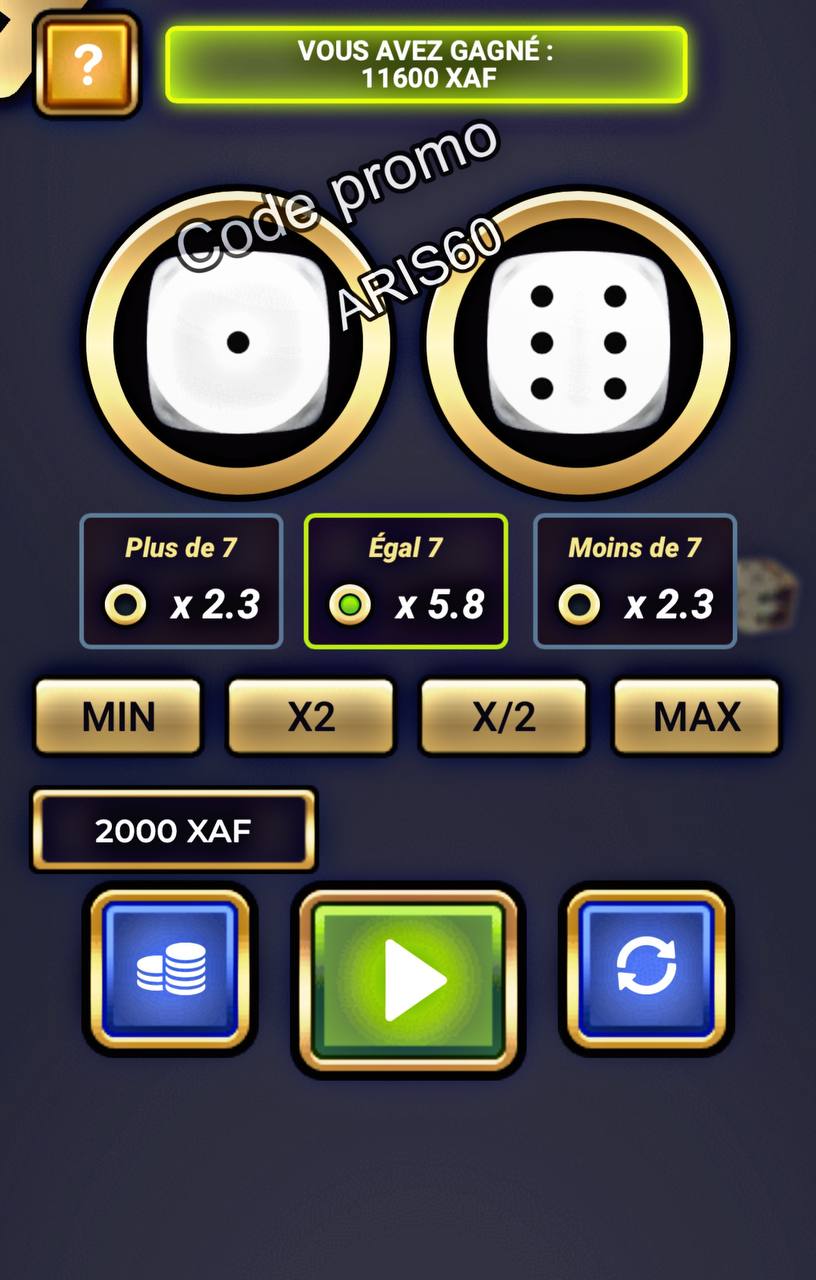 ?
VOUS AVEZ GAGNÉ :
11600 XAF
Code promo
ARIS60
Plus de 7
x 2.3
Égal 7
x 5.8
Moins de 7
x 2.3
MIN
X2
X/2
MAX
2000 XAF